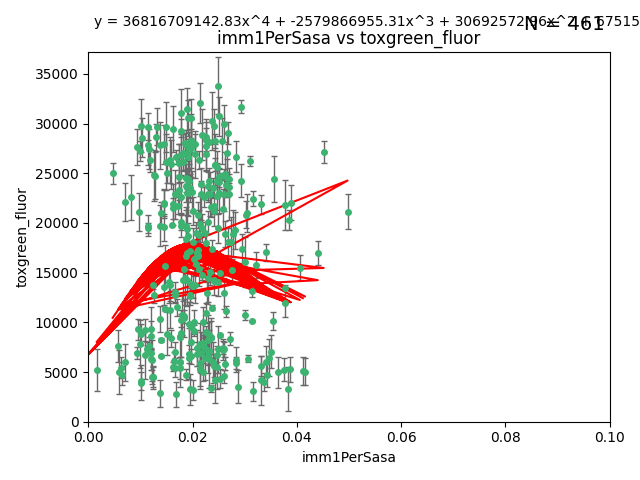 y = 36816709142.83x^4 + -2579866955.31x^3 +
N = 461
imm1PerSasa vs toxgreen_fluor
35000
30000
25000
20000
15000
10000
5000
0
toxgreen_fluor
0.00 0.02 0.04 0.06 0.08 0.10
imm1PerSasa